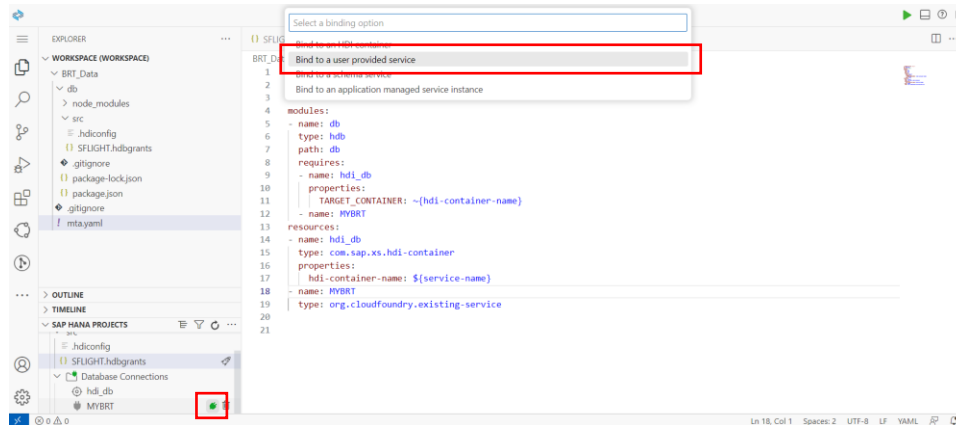 Select a binding option
Bind to an HDI container
Bind to a user provided service
Bind to a schema service
Bind to an application managed service instance
EXPLORER
WORKSPACE (WORKSPACE)
BRT_Data
db
node_modules
src
.hdiconfig
SFLIGHT.hdbgrants
.gitignore
package-lock.json
package.json
.gitignore
mta.yaml
OUTLINE
TIMELINE
SAP HANA PROJECTS
src
.hdiconfig
SFLIGHT.hdbgrants
Database Connections
hdi_db
MYBRT
SFLIG
BRT_Dat
1
2
3
4 modules:
5 - name: db
6 type: hdb
7 path: db
8 requires:
9 - name: hdi_db
10 properties:
11 TARGET_CONTAINER: ~{hdi-container-name}
12 - name: MYBRT
13 resources:
14 - name: hdi_db
15 type: com.sap.xs.hdi-container
16 properties:
17 hdi-container-name: ${service-name}
18 - name: MYBRT
19 type: org.cloudfoundry.existing-service
20
21
0 0 Ln 18, Col 1 Spaces: 2 UTF-8 LF YAML